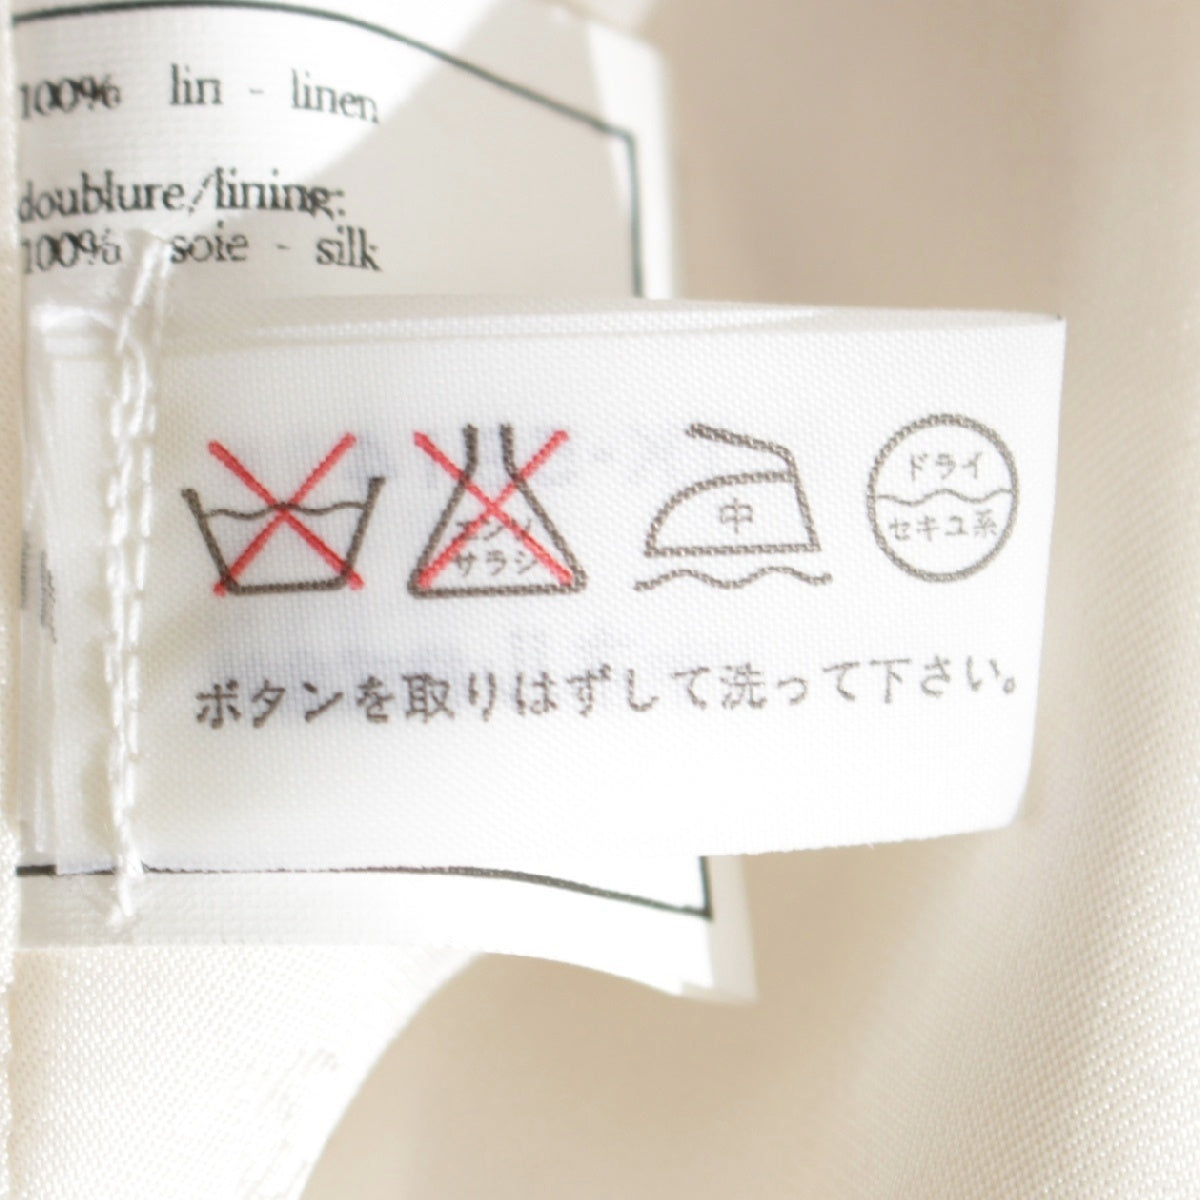 100% lin - linen
doublure/lining:
100% soie - silk
エンソ
サラシ
中
ドライ
セキユ系
ボタンを取りはずして洗って下さい。